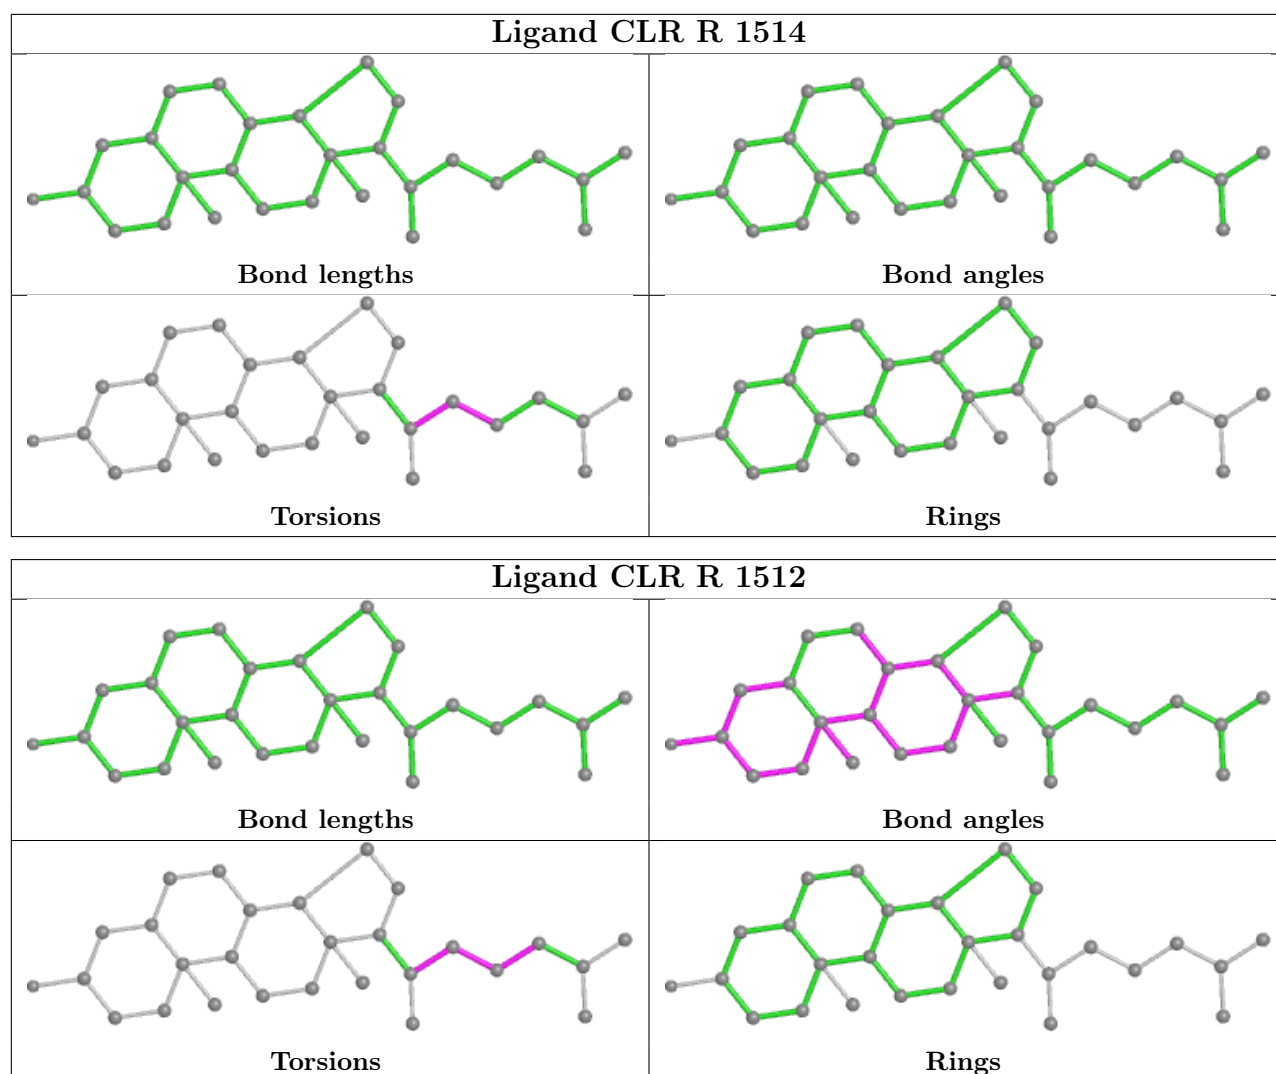 Ligand CLR R 1514
Bond lengths
Bond angles
Torsions
Rings
Ligand CLR R 1512
Bond lengths
Bond angles
Torsions
Rings